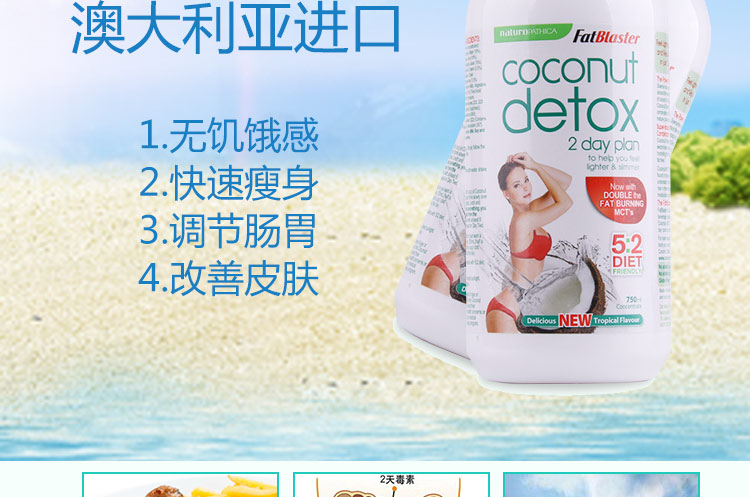 澳大利亚进口
1.无饥饿感
2.快速瘦身
3.调节肠胃
4.改善皮肤
naturopathica FatBlaster
coconut
detox
2 day plan
to help you feel
lighter & slimmer
Now with
DOUBLE the
FAT BURNING
MCT's
5:2
DIET
FRIENDLY
750ml
Concentrate
Delicious NEW Tropical Flavour
2天毒素